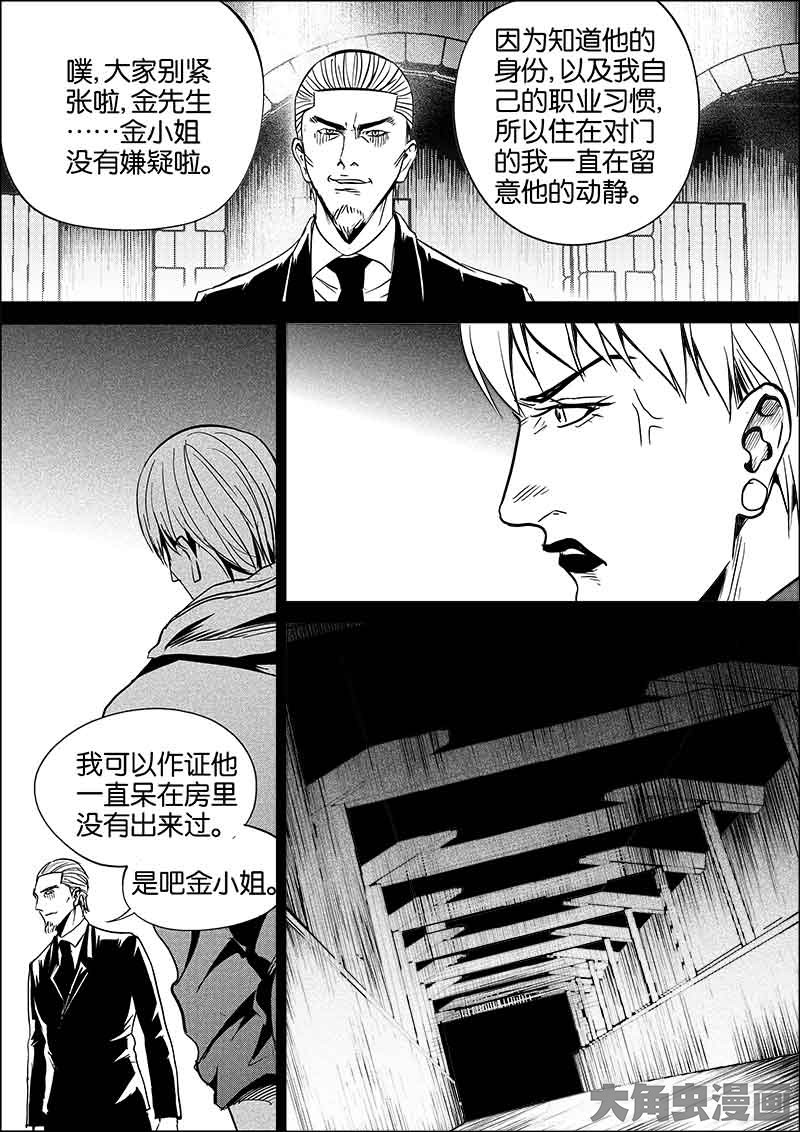 噗，大家别紧
张啦，金先生
……金小姐
没有嫌疑啦。
因为知道他的
身份，以及我自
己的职业习惯，
所以住在对门
的我一直在留
意他的动静。
我可以作证他
一直呆在房里
没有出来过。
是吧金小姐。
大角虫漫画